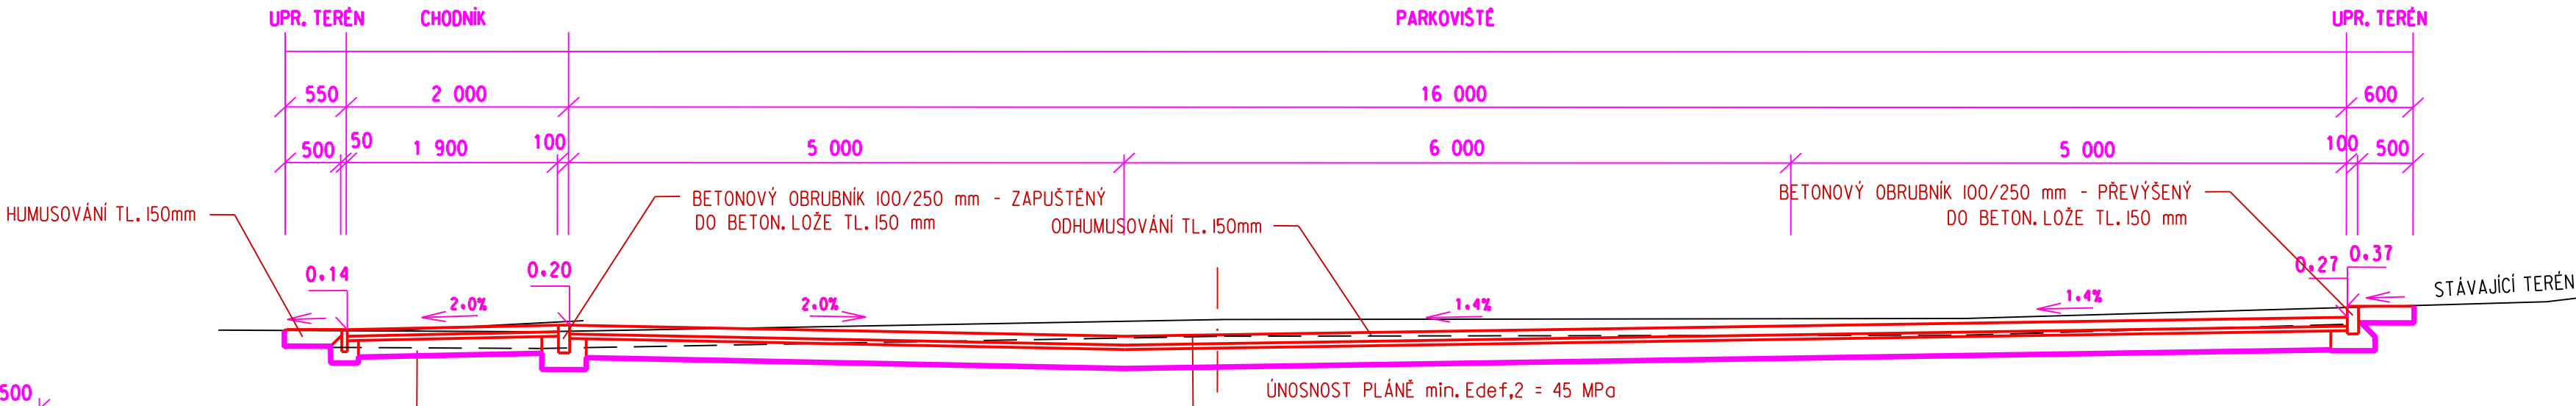 UPR. TERÉN CHODNÍK PARKOVIŠTĚ UPR. TERÉN
550 2 000 16 000 600
500 50 1 900 100 5 000 6 000 5 000 100 500
HUMUSOVÁNÍ TL. 150mm
BETONOVÝ OBRUBNÍK 100/250 mm - ZAPUŠTĚNÝ
DO BETON. LOŽE TL. 150 mm
ODHUMUSOVÁNÍ TL. 150mm
BETONOVÝ OBRUBNÍK 100/250 mm - PŘEVÝŠENÝ
DO BETON. LOŽE TL. 150 mm
0.14 0.20 0.27 0.37
2.0% 2.0% 1.4% 1.4%
STÁVAJÍCÍ TERÉN
ÚNOSNOST PLÁNĚ min. Edef,2 = 45 MPa
500